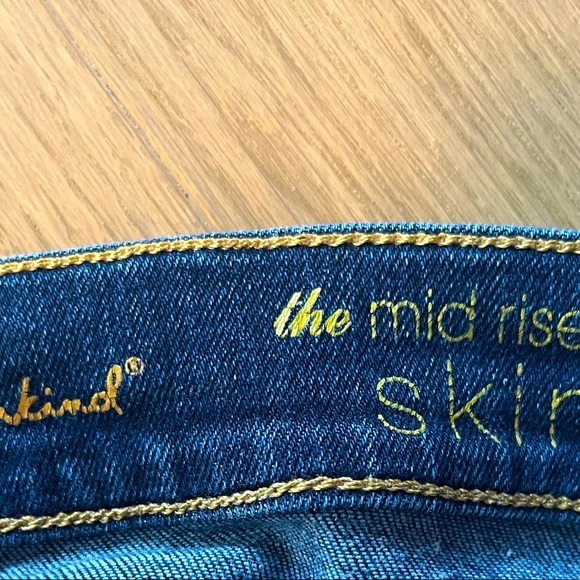 the mid rise
skin
kind®